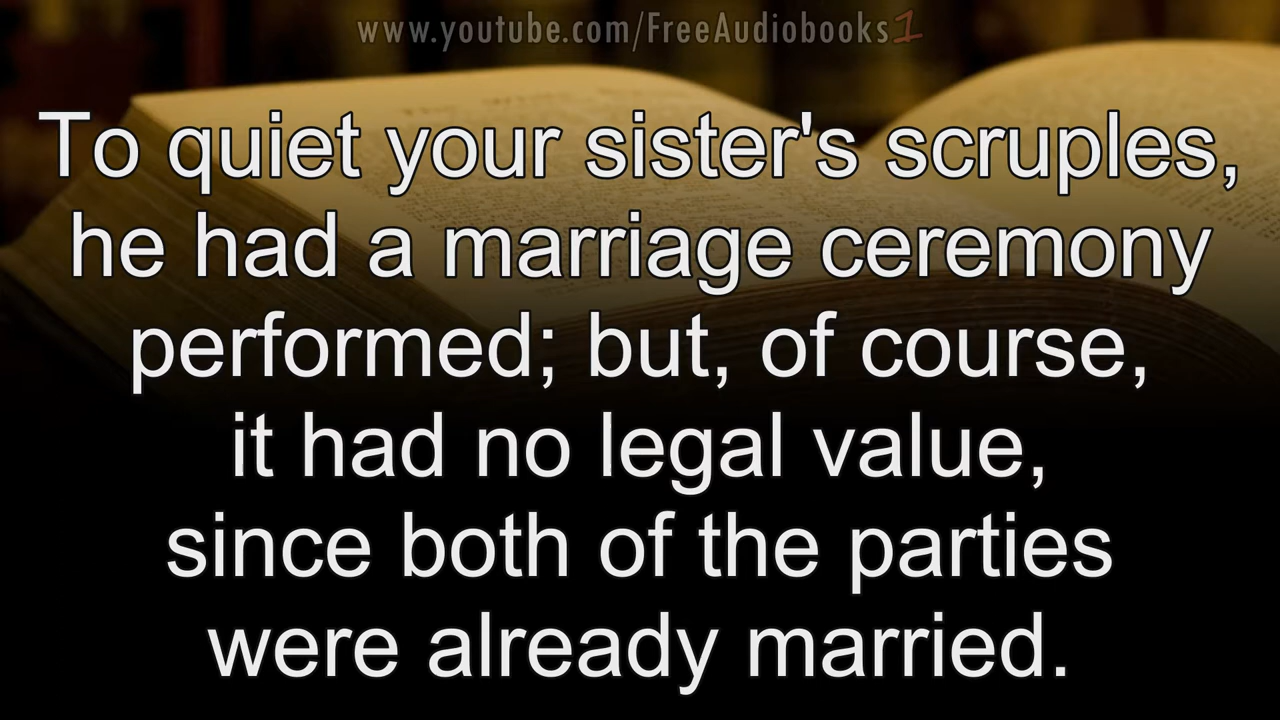 www.youtube.com/FreeAudiobooks1
To quiet your sister's scruples,
he had a marriage ceremony
performed; but, of course,
it had no legal value,
since both of the parties
were already married.